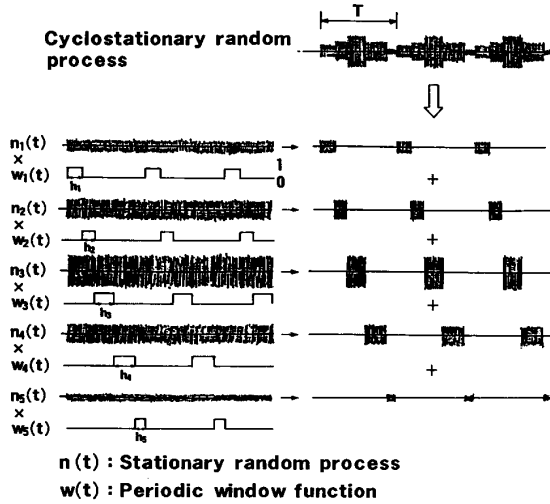 T
Cyclostationary random
process
n₁(t)
×
w₁(t)
h₁
1
0
+
n₂(t)
×
w₂(t)
h₂
+
n₃(t)
×
w₃(t)
h₃
+
n₄(t)
×
w₄(t)
h₄
+
n₅(t)
×
w₅(t)
h₅
n(t) : Stationary random process
w(t) : Periodic window function